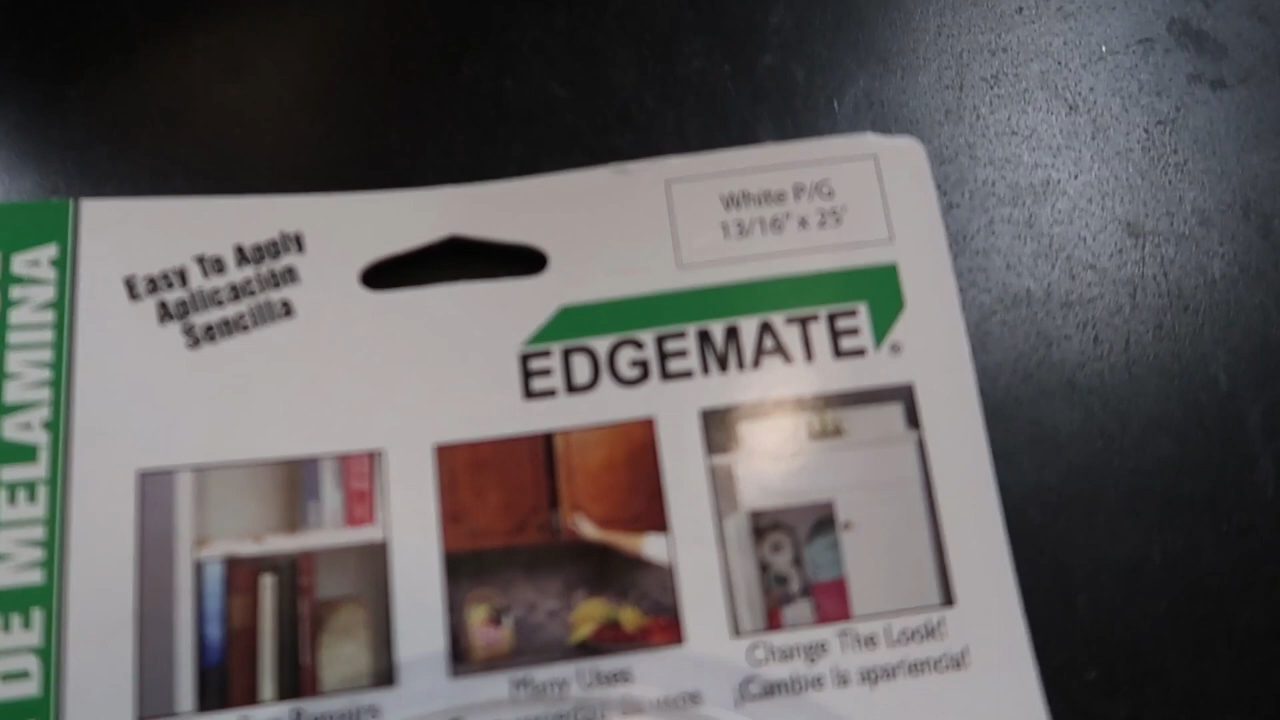 DE MELAMINA
Easy To Apply
Aplicación
Sencilla
White P/G
13/16" x 25'
EDGEMATE®
Many Uses
Change The Look!
¡Cambie la apariencia!